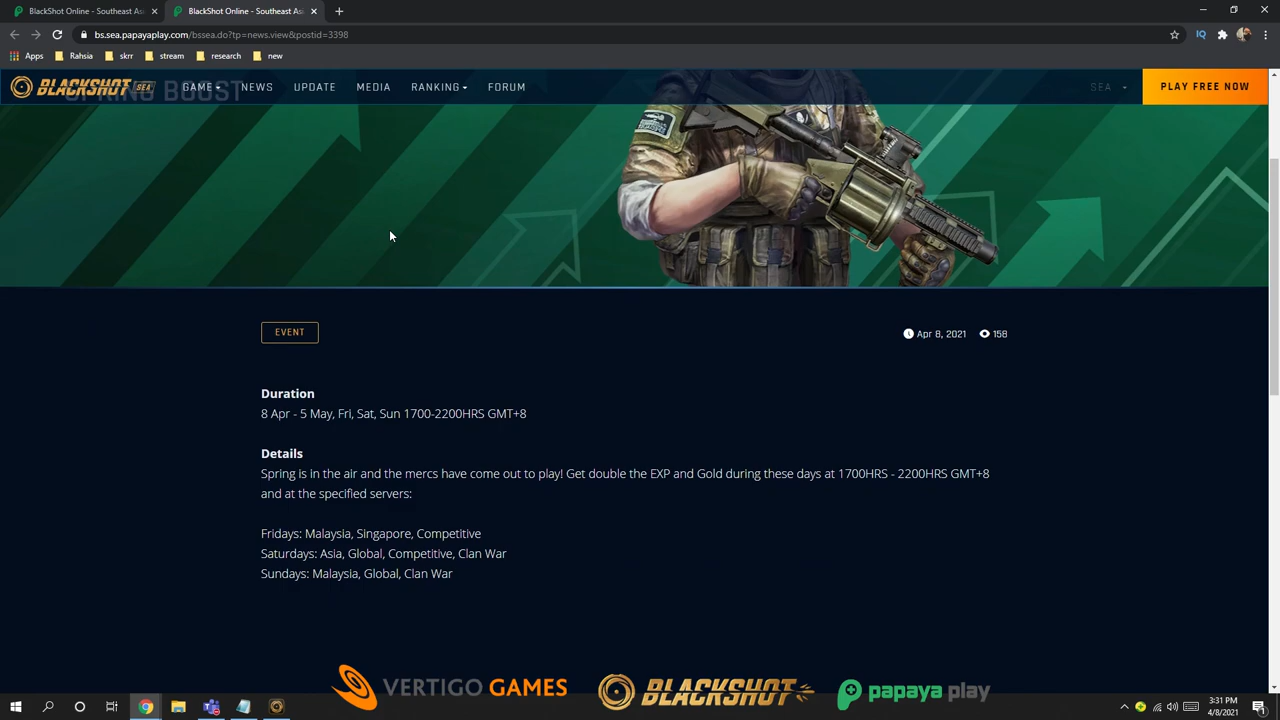 BlackShot Online - Southeast As
BlackShot Online - Southeast Asi
bs.sea.papayaplay.com/bssea.do?tp=news.view&postid=3398
IQ
Apps
Rahsia
skrr
stream
research
new
SPRING BOOST
BLACKSHOT SEA
GAME
NEWS
UPDATE
MEDIA
RANKING
FORUM
SEA
PLAY FREE NOW
EVENT
Apr 8, 2021
158
Duration
8 Apr - 5 May, Fri, Sat, Sun 1700-2200HRS GMT+8
Details
Spring is in the air and the mercs have come out to play! Get double the EXP and Gold during these days at 1700HRS - 2200HRS GMT+8
and at the specified servers:
Fridays: Malaysia, Singapore, Competitive
Saturdays: Asia, Global, Competitive, Clan War
Sundays: Malaysia, Global, Clan War
VERTIGO GAMES
BLACKSHOT
papaya play
3:31 PM
4/8/2021